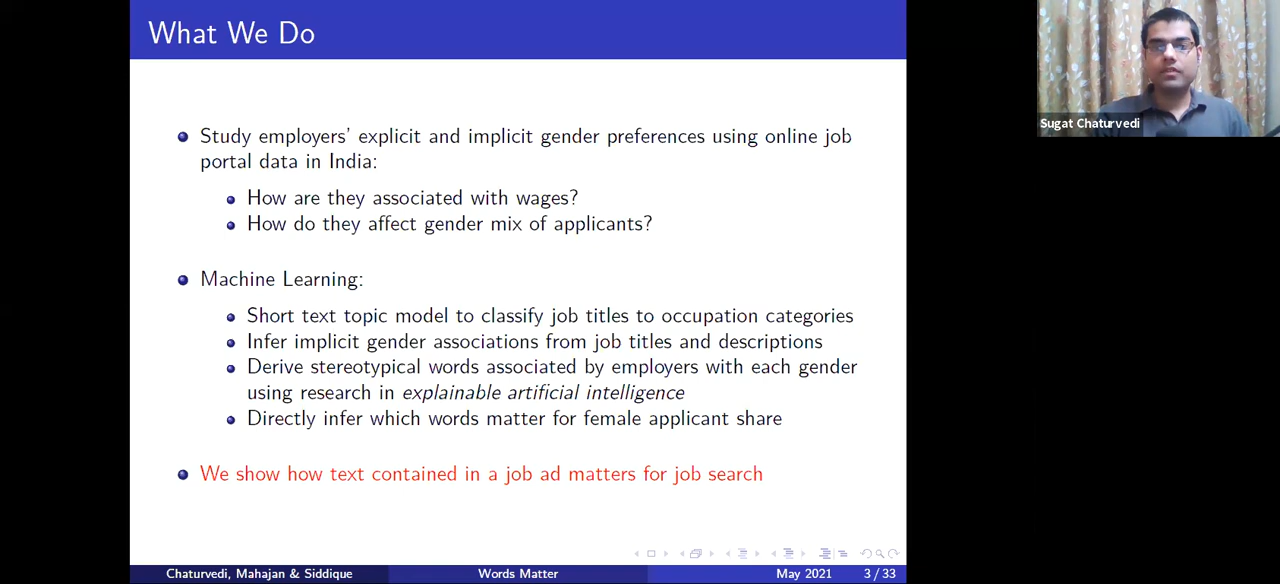 What We Do
Study employers' explicit and implicit gender preferences using online job
portal data in India:
How are they associated with wages?
How do they affect gender mix of applicants?
Machine Learning:
Short text topic model to classify job titles to occupation categories
Infer implicit gender associations from job titles and descriptions
Derive stereotypical words associated by employers with each gender
using research in explainable artificial intelligence
Directly infer which words matter for female applicant share
We show how text contained in a job ad matters for job search
Chaturvedi, Mahajan & Siddique
Words Matter
May 2021
3 / 33
Sugat Chaturvedi